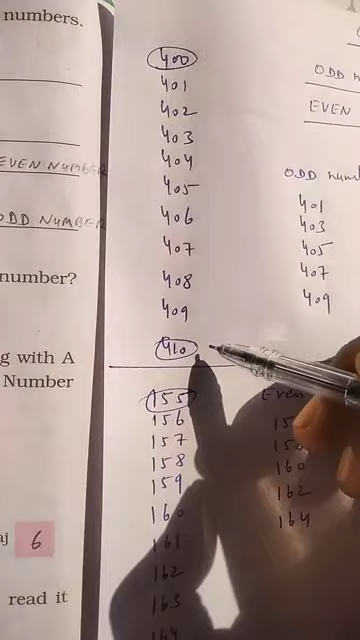 numbers.
EVEN NUMBER
ODD NUMBER
number?
g with A
Number
6
read it
400
401
402
403
404
405
406
407
408
409
410
155
156
157
158
159
160
161
162
163
164
ODD
EVEN
ODD
401
403
405
407
409
Even
160
162
164